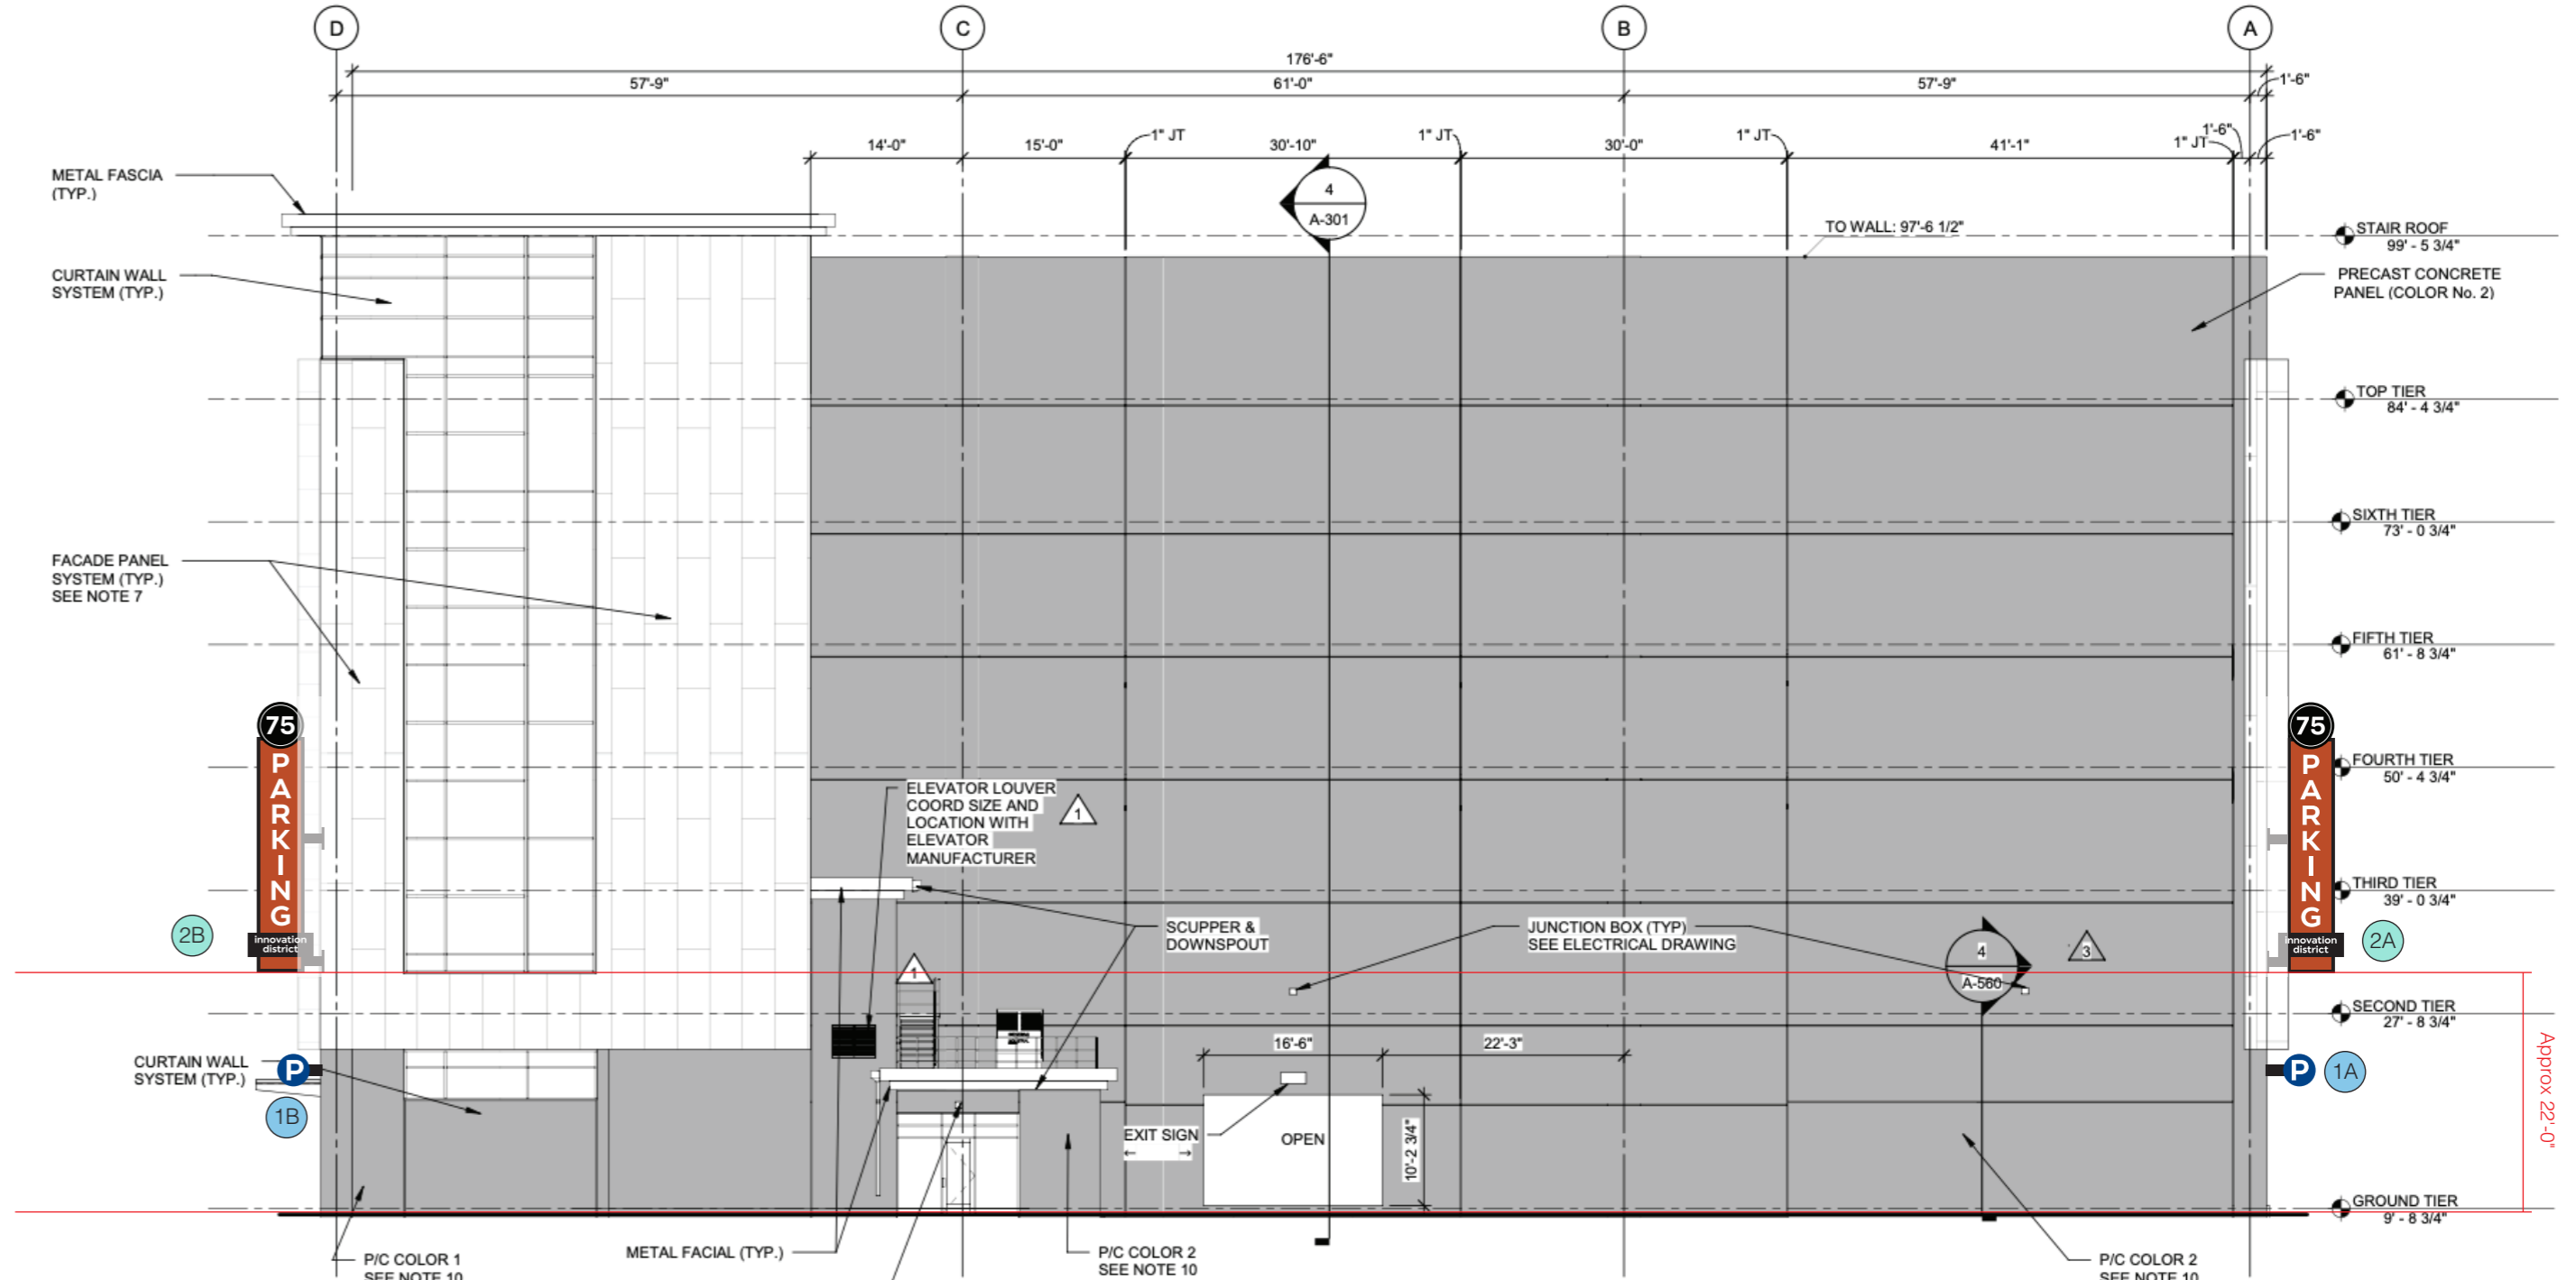 D
C
B
A
176'-6"
57'-9"
61'-0"
57'-9"
1'-6"
14'-0"
15'-0"
1" JT
30'-10"
1" JT
30'-0"
1" JT
41'-1"
1" JT
1'-6"
1'-6"
METAL FASCIA
(TYP.)
4
A-301
TO WALL: 97'-6 1/2"
STAIR ROOF
99' - 5 3/4"
CURTAIN WALL
SYSTEM (TYP.)
PRECAST CONCRETE
PANEL (COLOR No. 2)
TOP TIER
84' - 4 3/4"
SIXTH TIER
73' - 0 3/4"
FACADE PANEL
SYSTEM (TYP.)
SEE NOTE 7
FIFTH TIER
61' - 8 3/4"
75
PARKING
innovation
district
2B
75
PARKING
innovation
district
2A
FOURTH TIER
50' - 4 3/4"
ELEVATOR LOUVER
COORD SIZE AND
LOCATION WITH
ELEVATOR
MANUFACTURER
1
THIRD TIER
39' - 0 3/4"
SCUPPER &
DOWNSPOUT
JUNCTION BOX (TYP)
SEE ELECTRICAL DRAWING
4
A-560
3
1
SECOND TIER
27' - 8 3/4"
16'-6"
22'-3"
CURTAIN WALL
SYSTEM (TYP.)
P
1B
P
1A
Approx 22'-0"
EXIT SIGN
OPEN
10'-2 3/4"
GROUND TIER
9' - 8 3/4"
P/C COLOR 1
SEE NOTE 10
METAL FACIAL (TYP.)
P/C COLOR 2
SEE NOTE 10
P/C COLOR 2
SEE NOTE 10